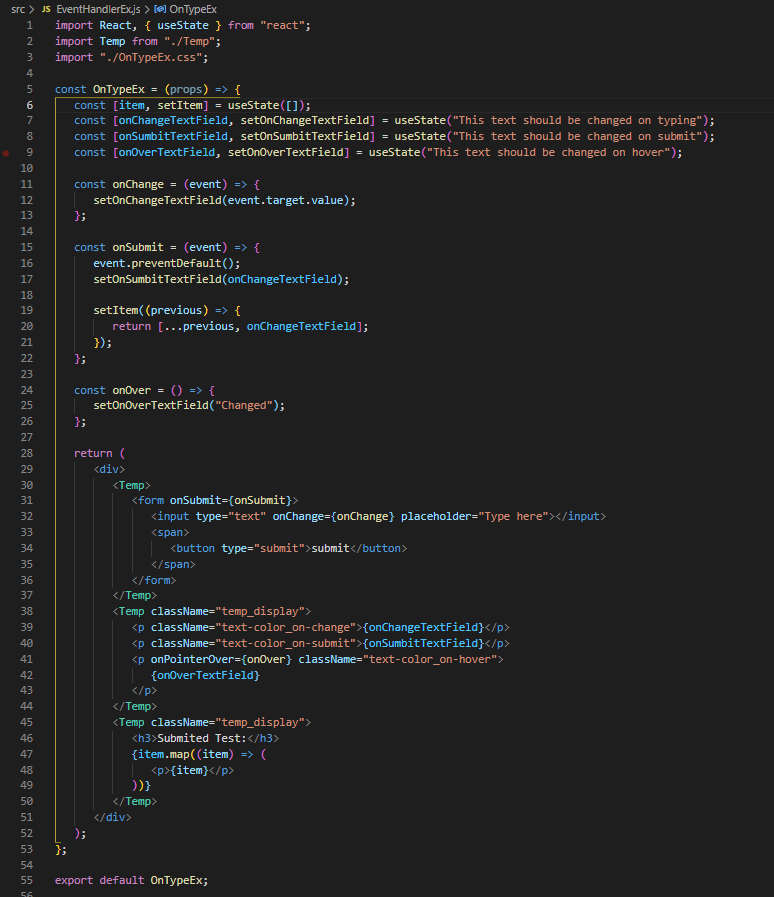 src > JS EventHandlerEx.js > OnTypeEx
1 import React, { useState } from "react";
2 import Temp from "./Temp";
3 import "./OnTypeEx.css";
4
5 const OnTypeEx = (props) => {
6 const [item, setItem] = useState([]);
7 const [onChangeTextField, setOnChangeTextField] = useState("This text should be changed on typing");
8 const [onSumbitTextField, setOnSumbitTextField] = useState("This text should be changed on submit");
9 const [onOverTextField, setOnOverTextField] = useState("This text should be changed on hover");
10
11 const onChange = (event) => {
12 setOnChangeTextField(event.target.value);
13 };
14
15 const onSubmit = (event) => {
16 event.preventDefault();
17 setOnSumbitTextField(onChangeTextField);
18
19 setItem((previous) => {
20 return [...previous, onChangeTextField];
21 });
22 };
23
24 const onOver = () => {
25 setOnOverTextField("Changed");
26 };
27
28 return (
29 <div>
30 <Temp>
31 <form onSubmit={onSubmit}>
32 <input type="text" onChange={onChange} placeholder="Type here"></input>
33 <span>
34 <button type="submit">submit</button>
35 </span>
36 </form>
37 </Temp>
38 <Temp className="temp_display">
39 <p className="text-color_on-change">{onChangeTextField}</p>
40 <p className="text-color_on-submit">{onSumbitTextField}</p>
41 <p onPointerOver={onOver} className="text-color_on-hover">
42 {onOverTextField}
43 </p>
44 </Temp>
45 <Temp className="temp_display">
46 <h3>Submited Test:</h3>
47 {item.map((item) => (
48 <p>{item}</p>
49 ))}
50 </Temp>
51 </div>
52 );
53 };
54
55 export default OnTypeEx;
56